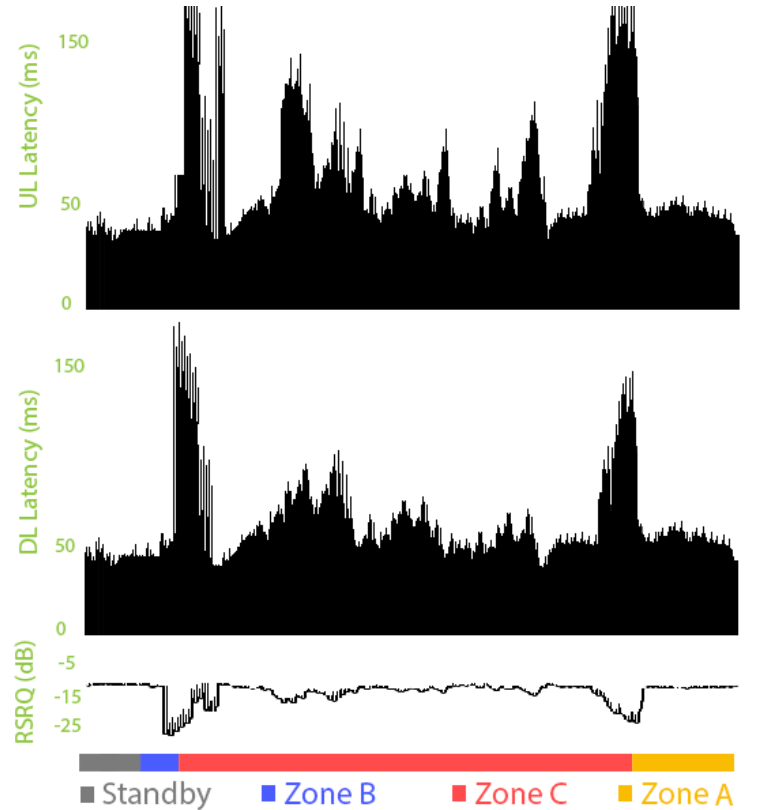 150
UL Latency (ms)
50
0
150
DL Latency (ms)
50
0
RSRQ (dB)
-5
-15
-25
Standby
Zone B
Zone C
Zone A